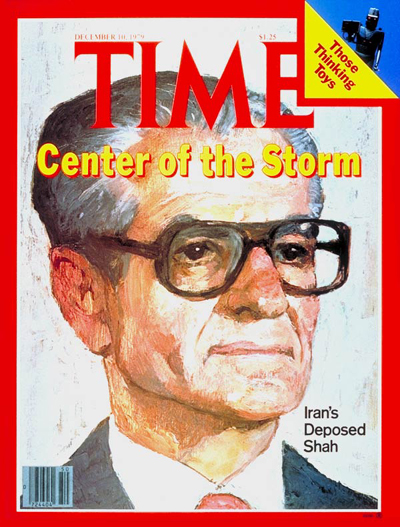 DECEMBER 10, 1979 $1.25
TIME
Those
Thinking
Toys
Center of the Storm
Iran's
Deposed
Shah